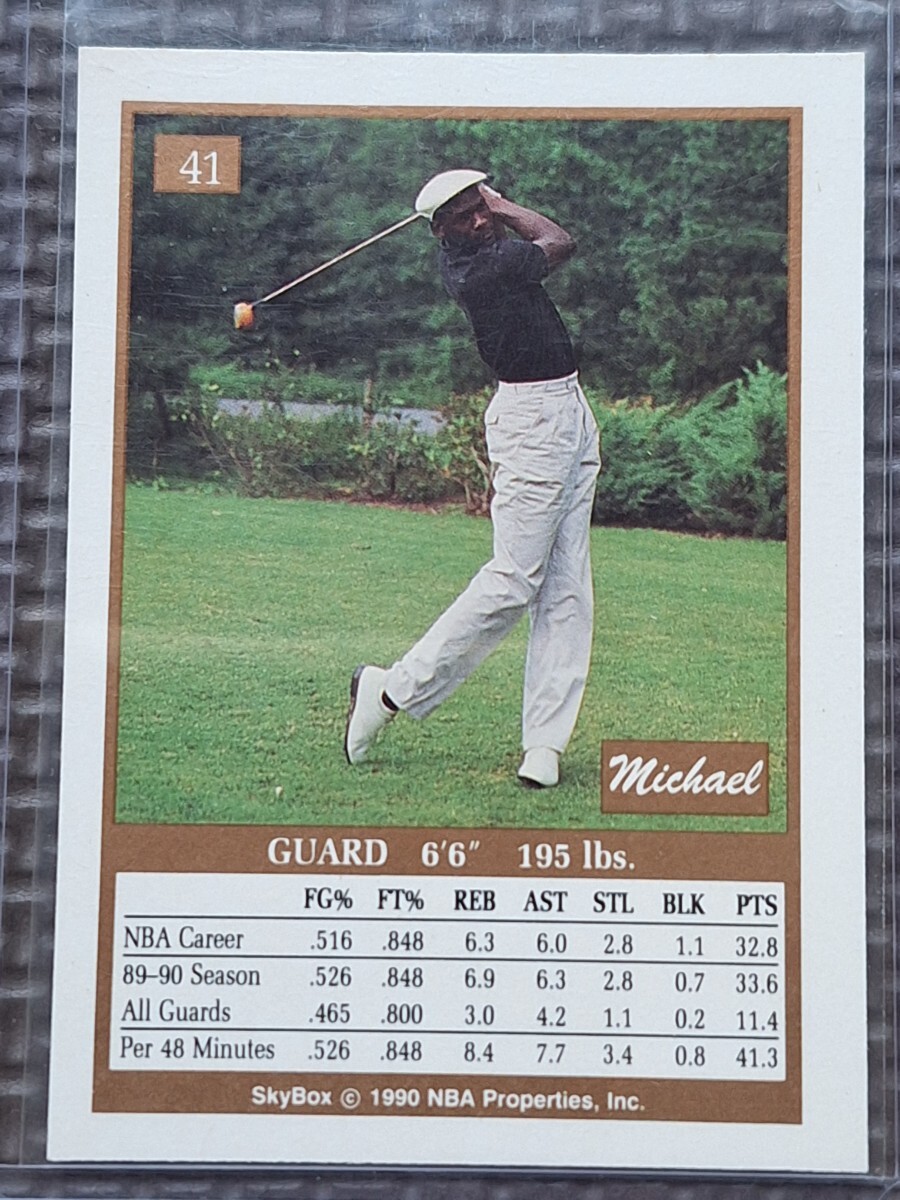 41
Michael
GUARD 6'6" 195 lbs.
FG% FT% REB AST STL BLK PTS
NBA Career .516 .848 6.3 6.0 2.8 1.1 32.8
89–90 Season .526 .848 6.9 6.3 2.8 0.7 33.6
All Guards .465 .800 3.0 4.2 1.1 0.2 11.4
Per 48 Minutes .526 .848 8.4 7.7 3.4 0.8 41.3
SkyBox © 1990 NBA Properties, Inc.